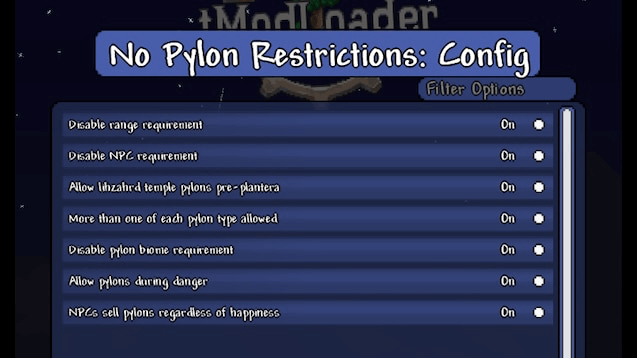 tModLoader
No Pylon Restrictions: Config
Filter Options
Disable range requirement On
Disable NPC requirement On
Allow lihzahrd temple pylons pre-plantera On
More than one of each pylon type allowed On
Disable pylon biome requirement On
Allow pylons during danger On
NPCs sell pylons regardless of happiness On